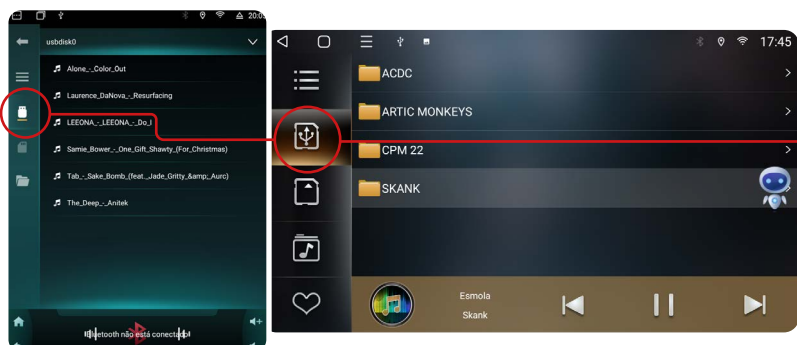 20:05
usbdisk0
Alone_-_Color_Out
Laurence_DaNova_-_Resurfacing
LEEONA_-_LEEONA_-_Do_I
Samie_Bower_-_One_Gift_Shawty_(For_Christmas)
Tab_-_Sake_Bomb_(feat._Jade_Gritty_&amp;_Aurc)
The_Deep_-_Anitek
Bluetooth não está conectado!
17:45
ACDC
ARTIC MONKEYS
CPM 22
SKANK
Esmola
Skank